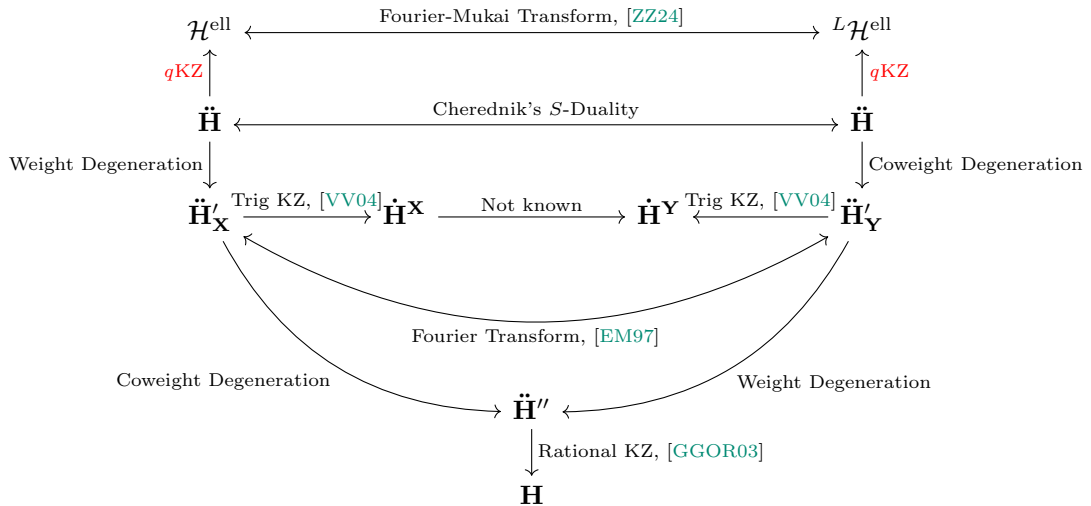 Fourier-Mukai Transform, [ZZ24]
ℋ^ell ^Lℋ^ell
qKZ qKZ
Cherednik's S-Duality
Ḧ Ḧ
Weight Degeneration Coweight Degeneration
Trig KZ, [VV04] Not known Trig KZ, [VV04]
Ḧ′_X Ḣ^X Ḣ^Y Ḧ′_Y
Fourier Transform, [EM97]
Coweight Degeneration Weight Degeneration
Ḧ″
Rational KZ, [GGOR03]
H